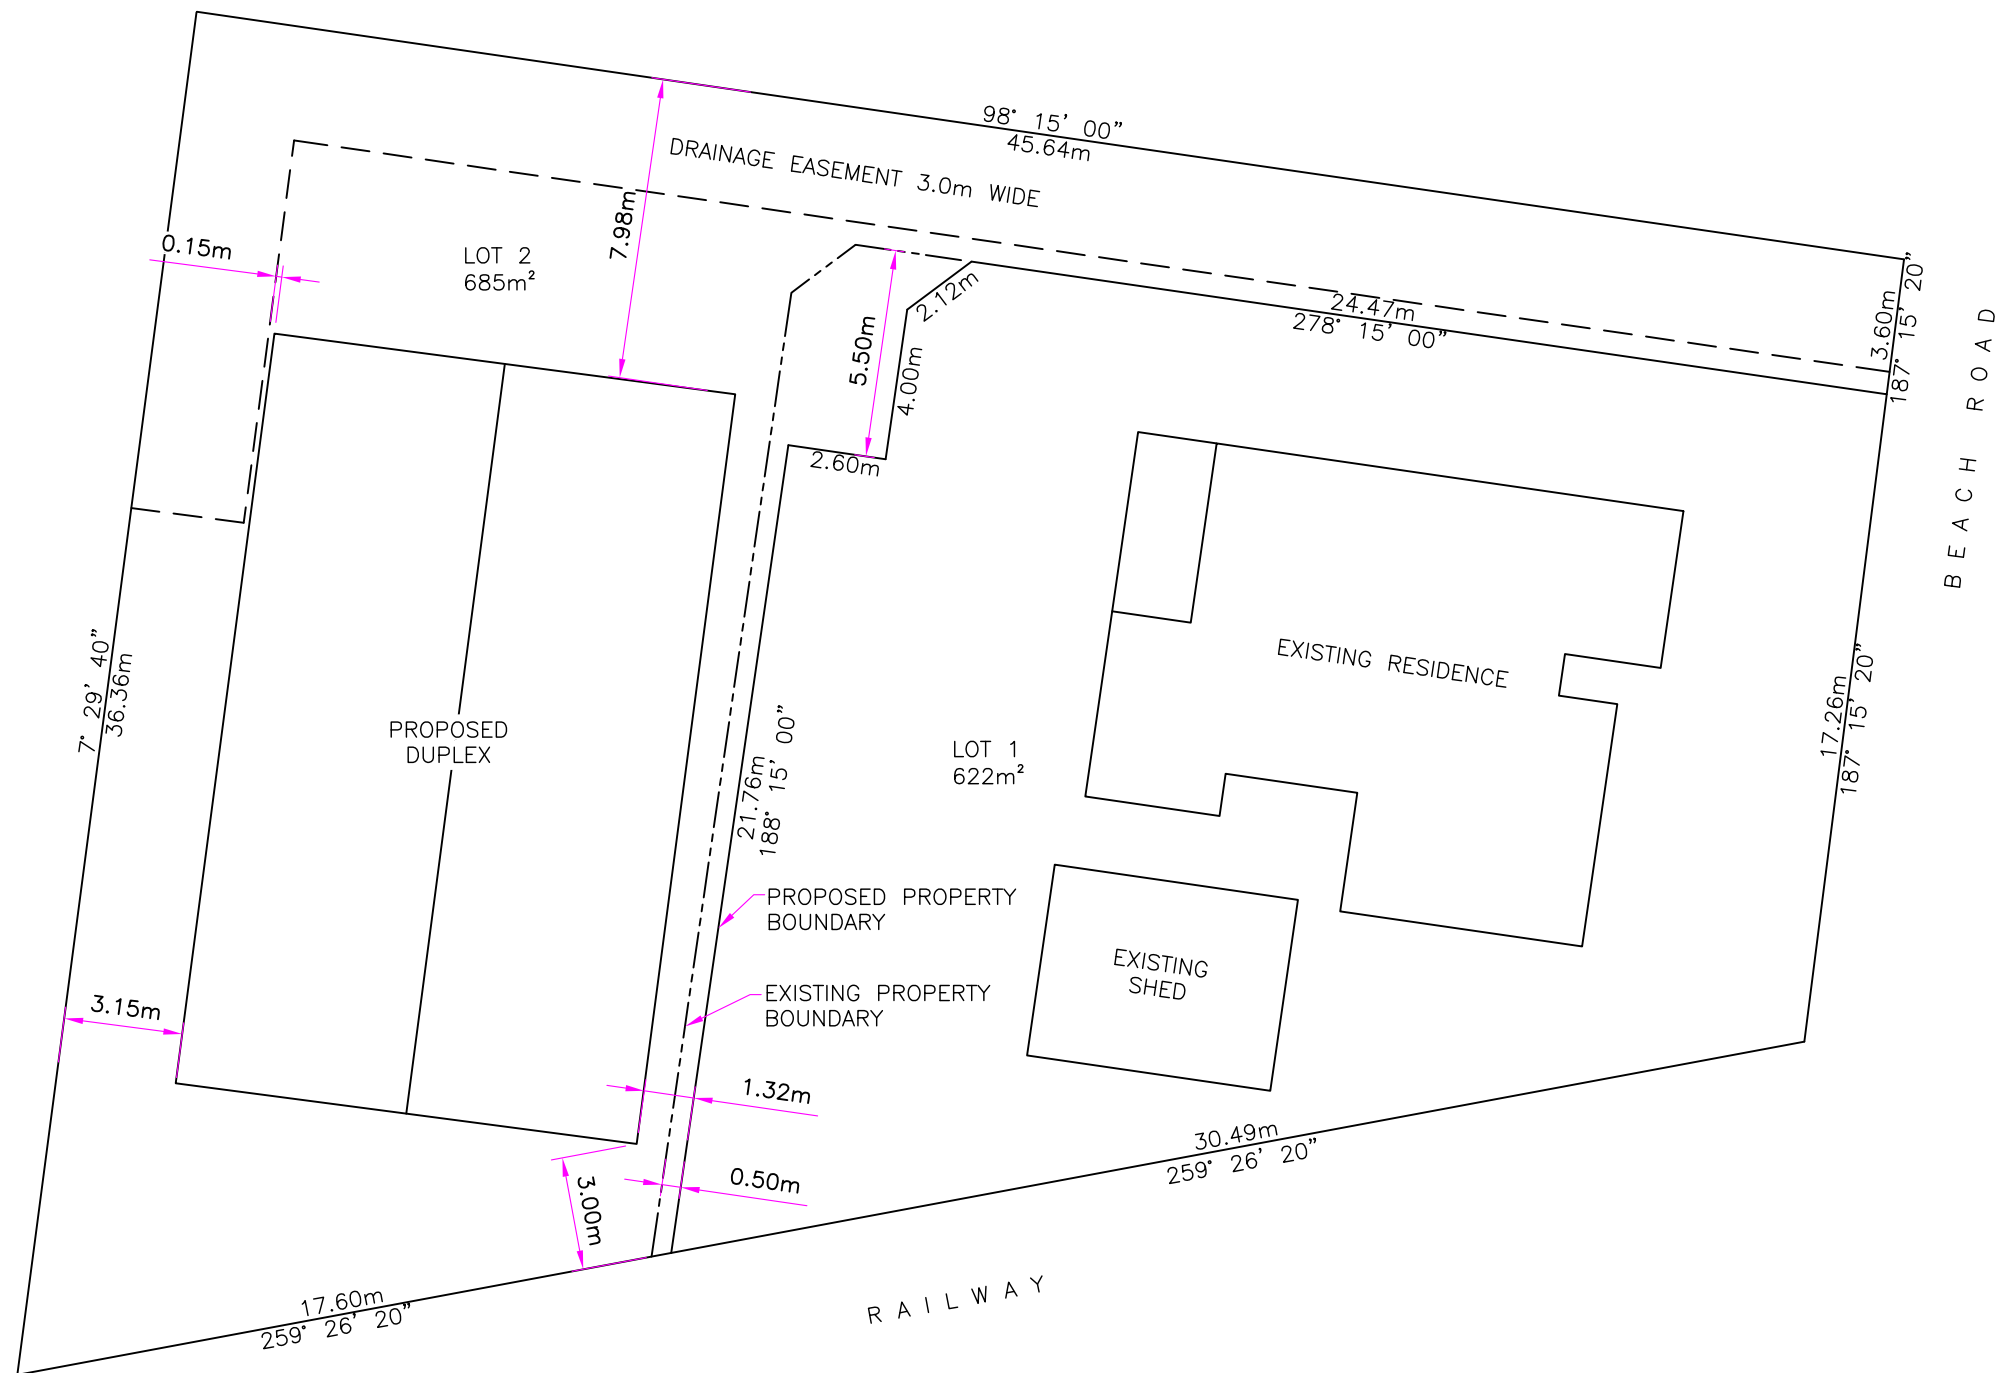 98° 15' 00"
45.64m
DRAINAGE EASEMENT 3.0m WIDE
7.98m
0.15m
LOT 2
685m²
187° 15' 20"
3.60m
BEACH ROAD
24.47m
278° 15' 00"
2.12m
5.50m
4.00m
2.60m
7° 29' 40"
36.36m
PROPOSED
DUPLEX
EXISTING RESIDENCE
17.26m
187° 15' 20"
LOT 1
622m²
21.76m
188° 15' 00"
PROPOSED PROPERTY
BOUNDARY
EXISTING PROPERTY
BOUNDARY
EXISTING
SHED
3.15m
1.32m
0.50m
3.00m
30.49m
259° 26' 20"
17.60m
259° 26' 20"
RAILWAY